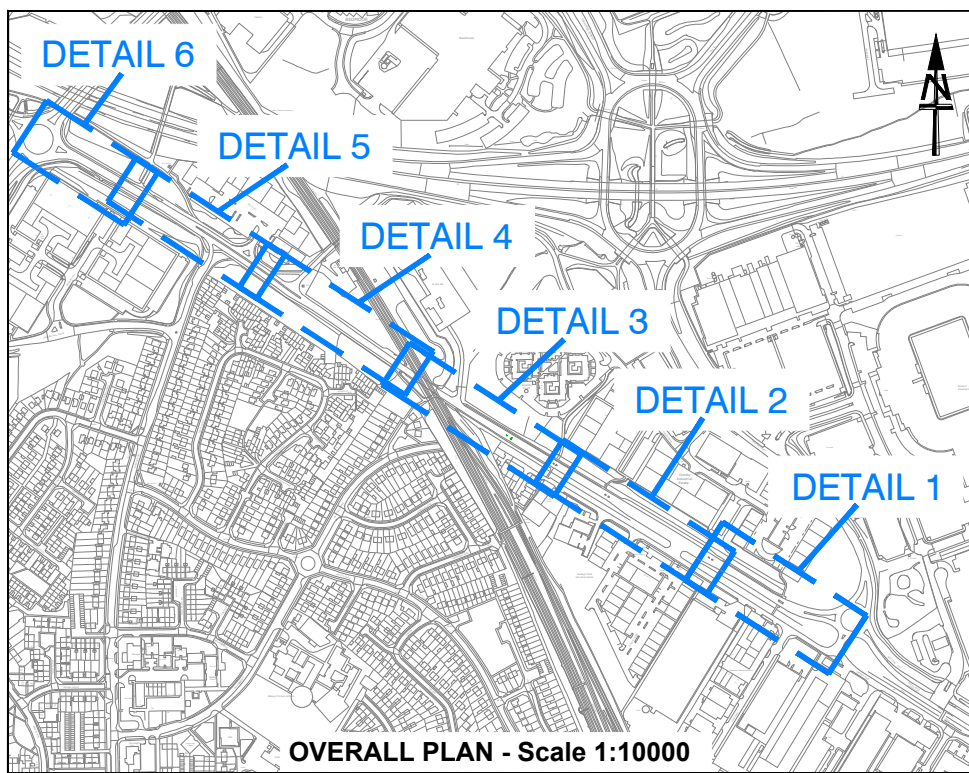 DETAIL 6
N
DETAIL 5
DETAIL 4
DETAIL 3
DETAIL 2
DETAIL 1
OVERALL PLAN - Scale 1:10000